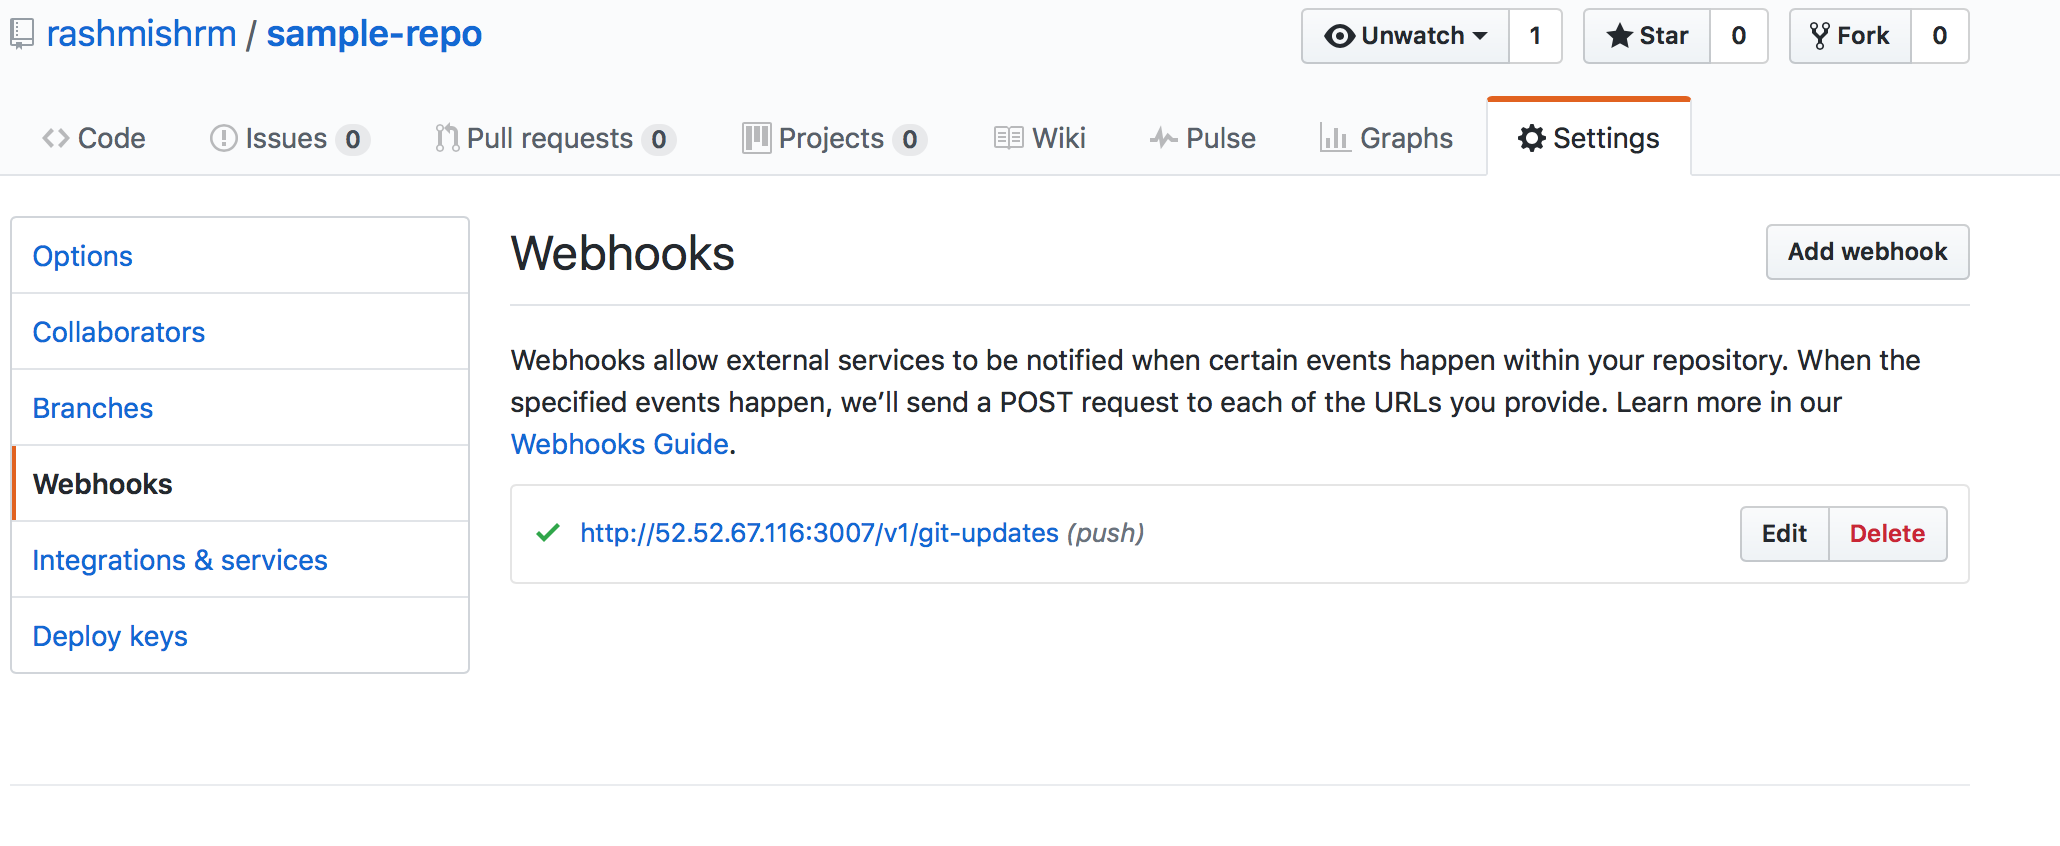 rashmishrm / sample-repo
Unwatch 1
Star 0
Fork 0
Code
Issues 0
Pull requests 0
Projects 0
Wiki
Pulse
Graphs
Settings
Options
Collaborators
Branches
Webhooks
Integrations & services
Deploy keys
Webhooks
Add webhook
Webhooks allow external services to be notified when certain events happen within your repository. When the
specified events happen, we’ll send a POST request to each of the URLs you provide. Learn more in our
Webhooks Guide.
http://52.52.67.116:3007/v1/git-updates (push)
Edit
Delete